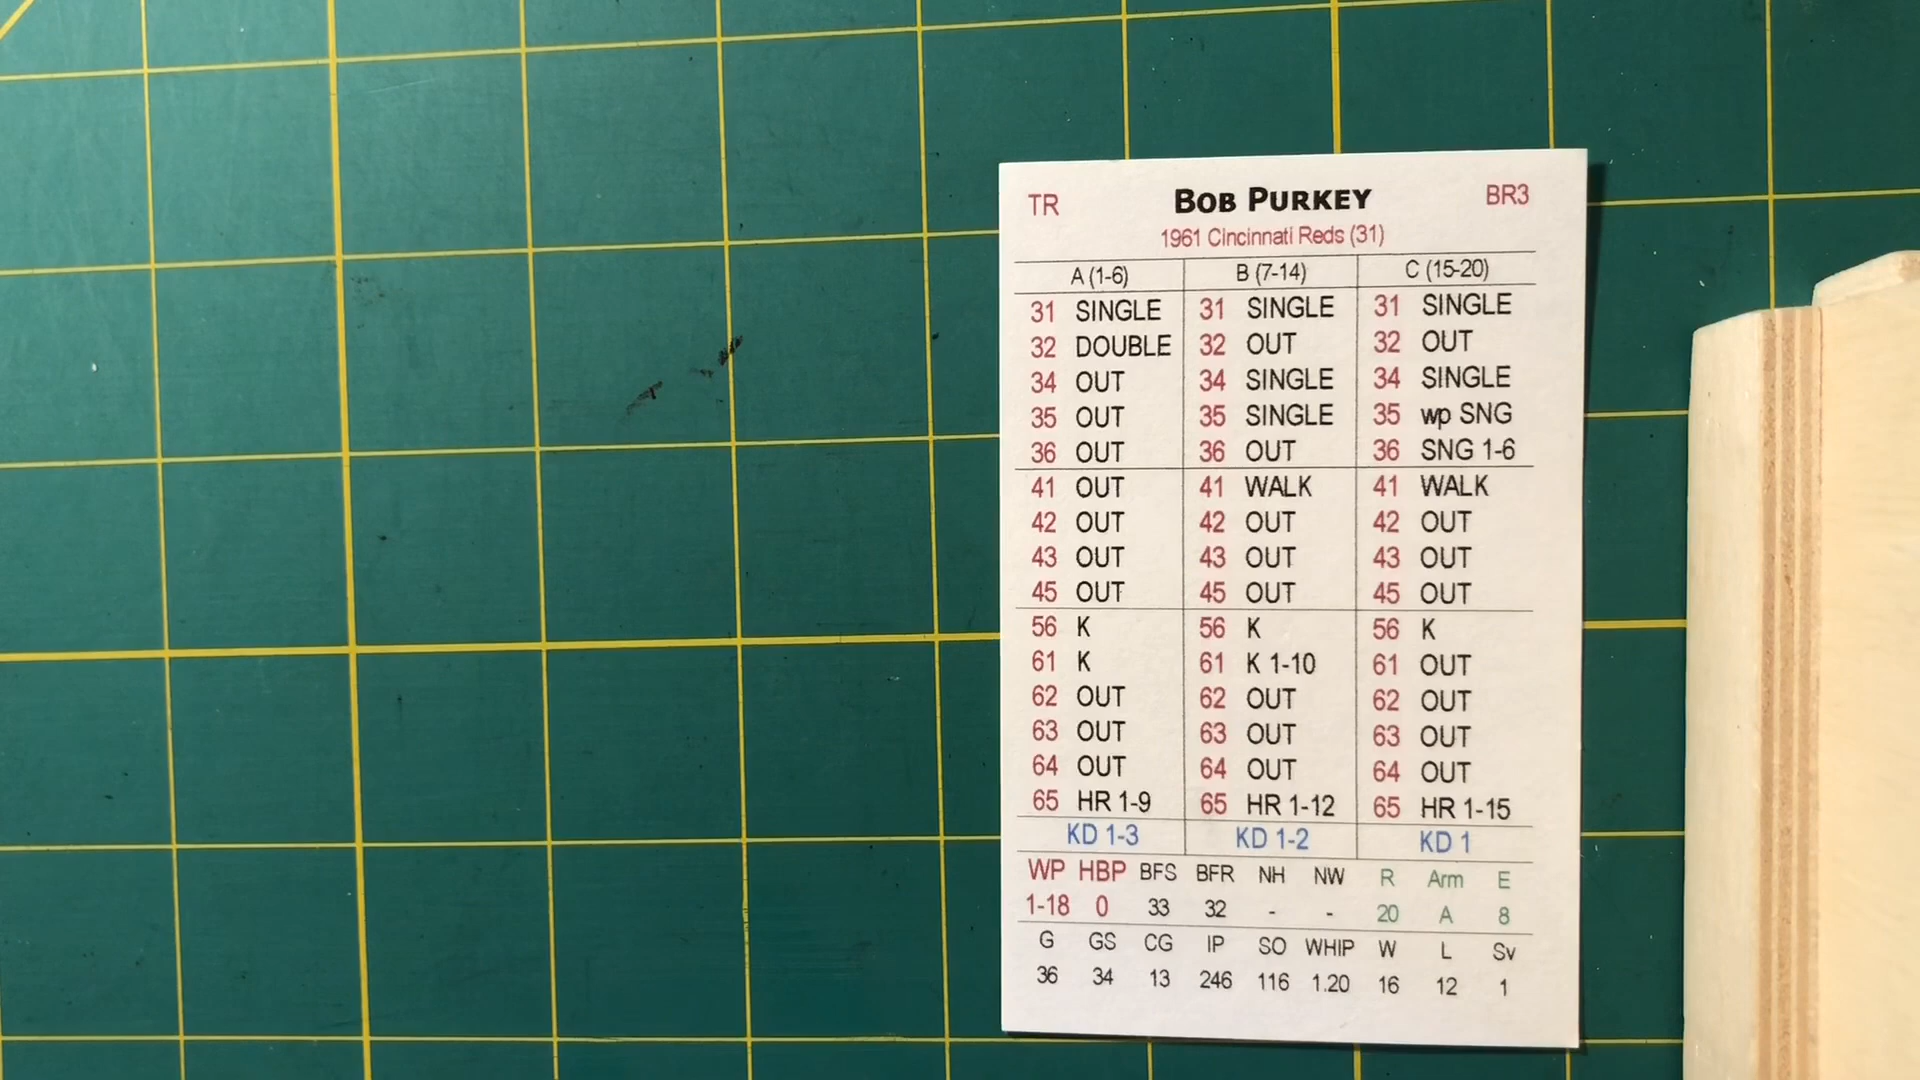 TR BOB PURKEY BR3
1961 Cincinnati Reds (31)
A (1-6) B (7-14) C (15-20)
31 SINGLE 31 SINGLE 31 SINGLE
32 DOUBLE 32 OUT 32 OUT
34 OUT 34 SINGLE 34 SINGLE
35 OUT 35 SINGLE 35 wp SNG
36 OUT 36 OUT 36 SNG 1-6
41 OUT 41 WALK 41 WALK
42 OUT 42 OUT 42 OUT
43 OUT 43 OUT 43 OUT
45 OUT 45 OUT 45 OUT
56 K 56 K 56 K
61 K 61 K 1-10 61 OUT
62 OUT 62 OUT 62 OUT
63 OUT 63 OUT 63 OUT
64 OUT 64 OUT 64 OUT
65 HR 1-9 65 HR 1-12 65 HR 1-15
KD 1-3 KD 1-2 KD 1
WP HBP BFS BFR NH NW R Arm E
1-18 0 33 32 - - 20 A 8
G GS CG IP SO WHIP W L Sv
36 34 13 246 116 1.20 16 12 1